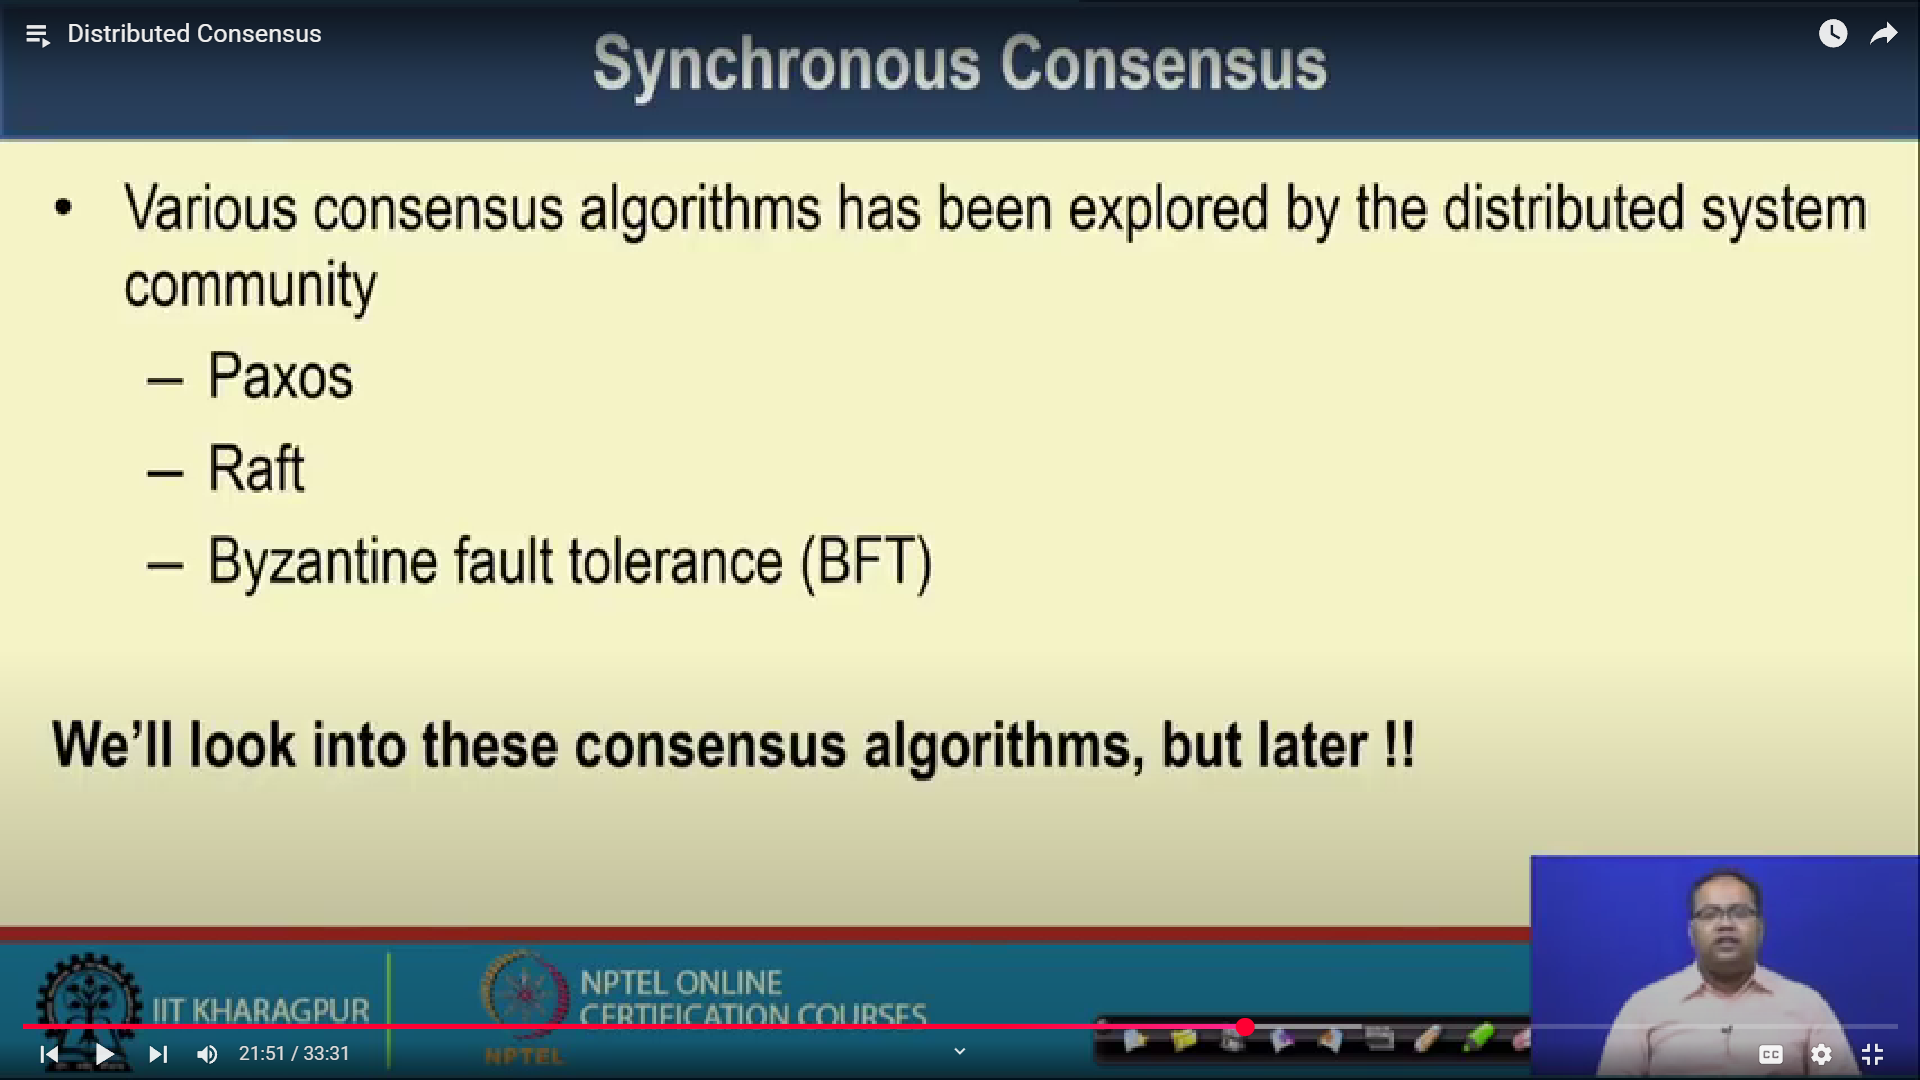 Distributed Consensus
Synchronous Consensus
• Various consensus algorithms has been explored by the distributed system
community
– Paxos
– Raft
– Byzantine fault tolerance (BFT)
We'll look into these consensus algorithms, but later !!
IIT KHARAGPUR
NPTEL ONLINE
CERTIFICATION COURSES
NPTEL
21:51 / 33:31
CC